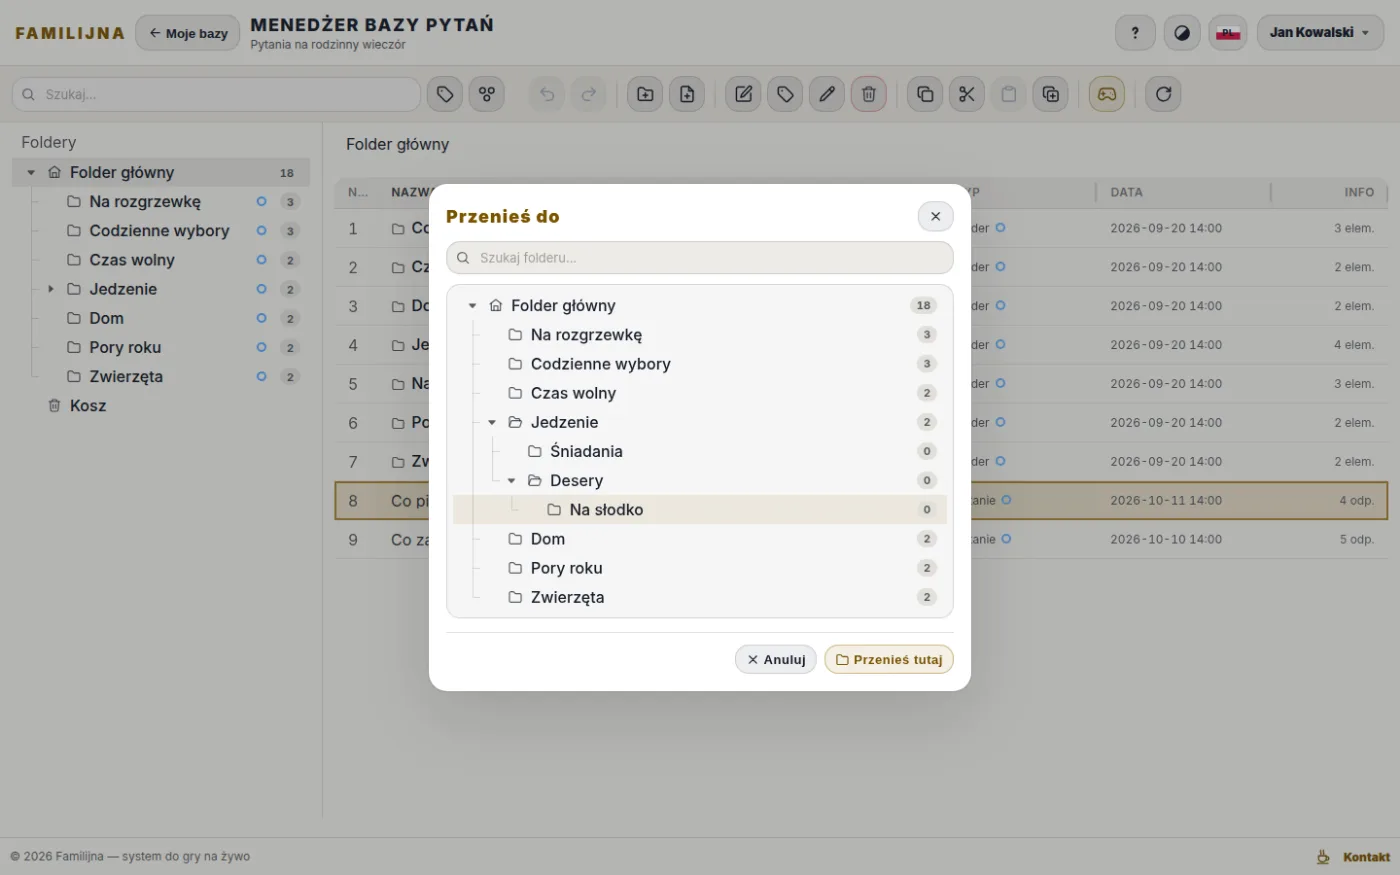 FAMILIJNA
Moje bazy
MENEDŻER BAZY PYTAŃ
Pytania na rodzinny wieczór
?
PL
Jan Kowalski
Szukaj...
Foldery
Folder główny 18
Na rozgrzewkę 3
Codzienne wybory 3
Czas wolny 2
Jedzenie 2
Dom 2
Pory roku 2
Zwierzęta 2
Kosz
Folder główny
N... DATA INFO
1 2026-09-20 14:00 3 elem.
2 2026-09-20 14:00 2 elem.
3 2026-09-20 14:00 2 elem.
4 2026-09-20 14:00 4 elem.
5 2026-09-20 14:00 3 elem.
6 2026-09-20 14:00 2 elem.
7 2026-09-20 14:00 2 elem.
8 Co 2026-10-11 14:00 4 odp.
9 Co 2026-10-10 14:00 5 odp.
Przenieś do
Szukaj folderu...
Folder główny 18
Na rozgrzewkę 3
Codzienne wybory 3
Czas wolny 2
Jedzenie 2
Śniadania 0
Desery 0
Na słodko 0
Dom 2
Pory roku 2
Zwierzęta 2
Anuluj
Przenieś tutaj
© 2026 Familijna — system do gry na żywo
Kontakt